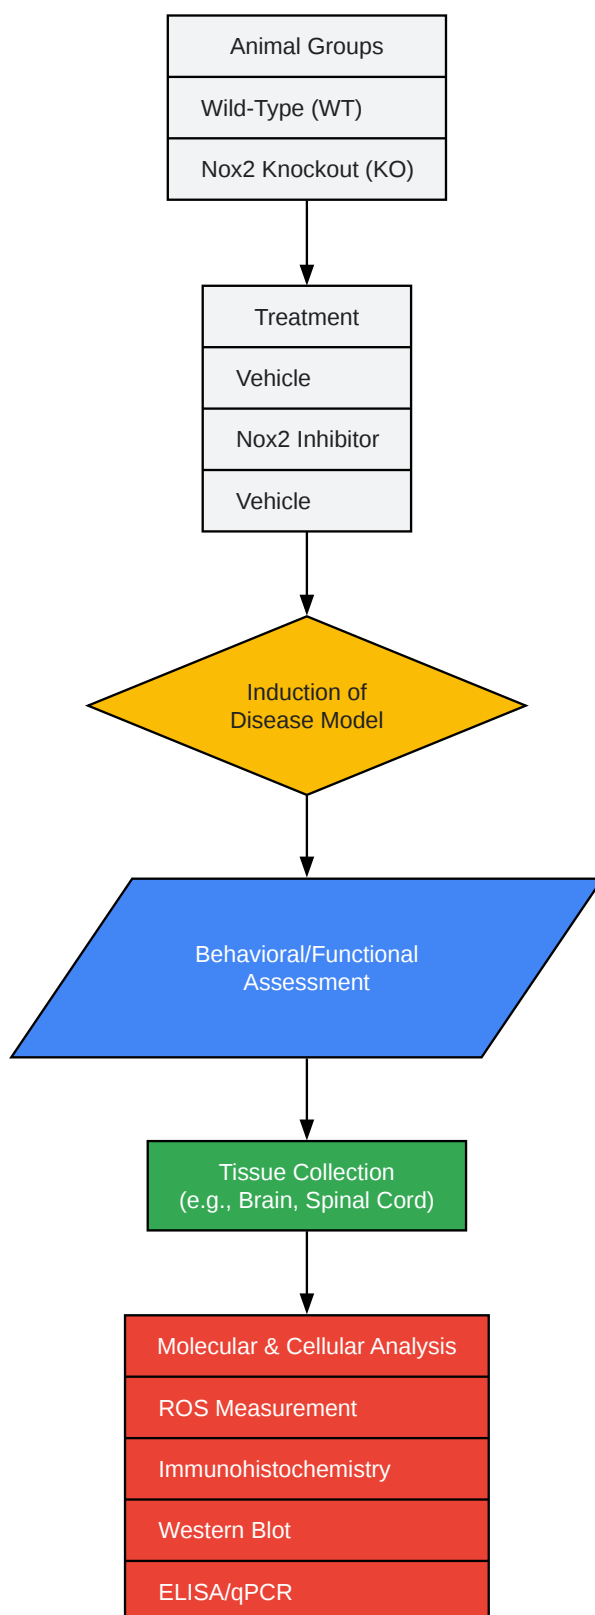 Animal Groups
Wild-Type (WT)
Nox2 Knockout (KO)
Treatment
Vehicle
Nox2 Inhibitor
Vehicle
Induction of
Disease Model
Behavioral/Functional
Assessment
Tissue Collection
(e.g., Brain, Spinal Cord)
Molecular & Cellular Analysis
ROS Measurement
Immunohistochemistry
Western Blot
ELISA/qPCR